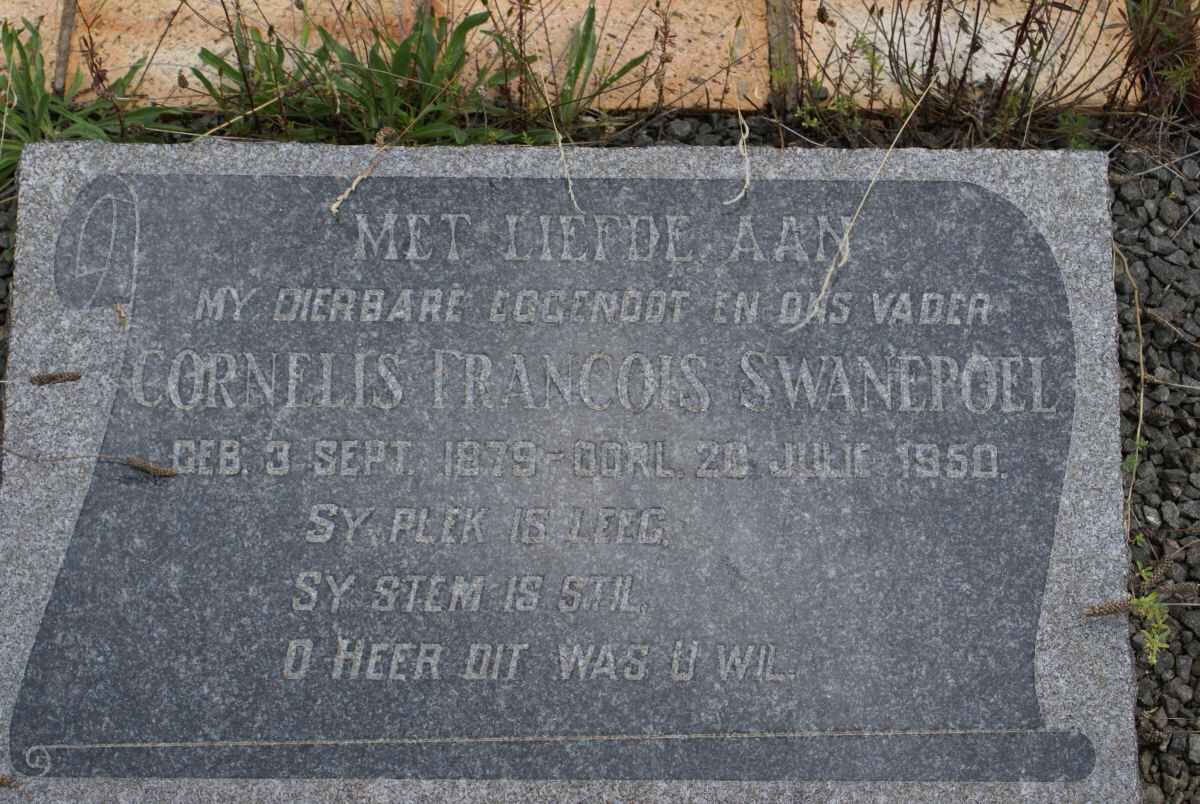 MET LIEFDE AAN
MY DIERBARE EGGENOOT EN ONS VADER
CORNELIS FRANCOIS SWANEPOEL
GEB. 3 SEPT. 1879 - OORL. 28 JULIE 1950.
SY PLEK IS LEEG,
SY STEM IS STIL,
O HEER DIT WAS U WIL.